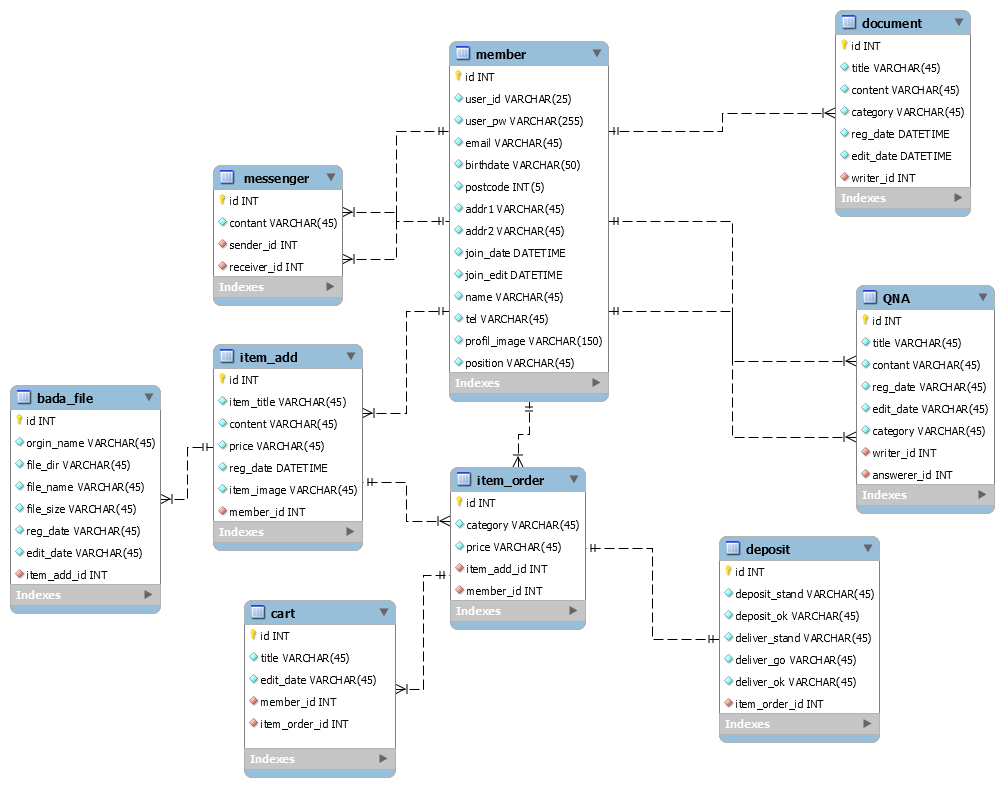 document
id INT
title VARCHAR(45)
content VARCHAR(45)
category VARCHAR(45)
reg_date DATETIME
edit_date DATETIME
writer_id INT
Indexes
member
id INT
user_id VARCHAR(25)
user_pw VARCHAR(255)
email VARCHAR(45)
birthdate VARCHAR(50)
postcode INT(5)
addr1 VARCHAR(45)
addr2 VARCHAR(45)
join_date DATETIME
join_edit DATETIME
name VARCHAR(45)
tel VARCHAR(45)
profil_image VARCHAR(150)
position VARCHAR(45)
Indexes
messenger
id INT
contant VARCHAR(45)
sender_id INT
receiver_id INT
Indexes
QNA
id INT
title VARCHAR(45)
contant VARCHAR(45)
reg_date VARCHAR(45)
edit_date VARCHAR(45)
category VARCHAR(45)
writer_id INT
answerer_id INT
Indexes
item_add
id INT
item_title VARCHAR(45)
content VARCHAR(45)
price VARCHAR(45)
reg_date DATETIME
item_image VARCHAR(45)
member_id INT
Indexes
bada_file
id INT
orgin_name VARCHAR(45)
file_dir VARCHAR(45)
file_name VARCHAR(45)
file_size VARCHAR(45)
reg_date VARCHAR(45)
edit_date VARCHAR(45)
item_add_id INT
Indexes
item_order
id INT
category VARCHAR(45)
price VARCHAR(45)
item_add_id INT
member_id INT
Indexes
deposit
id INT
deposit_stand VARCHAR(45)
deposit_ok VARCHAR(45)
deliver_stand VARCHAR(45)
deliver_go VARCHAR(45)
deliver_ok VARCHAR(45)
item_order_id INT
Indexes
cart
id INT
title VARCHAR(45)
edit_date VARCHAR(45)
member_id INT
item_order_id INT
Indexes